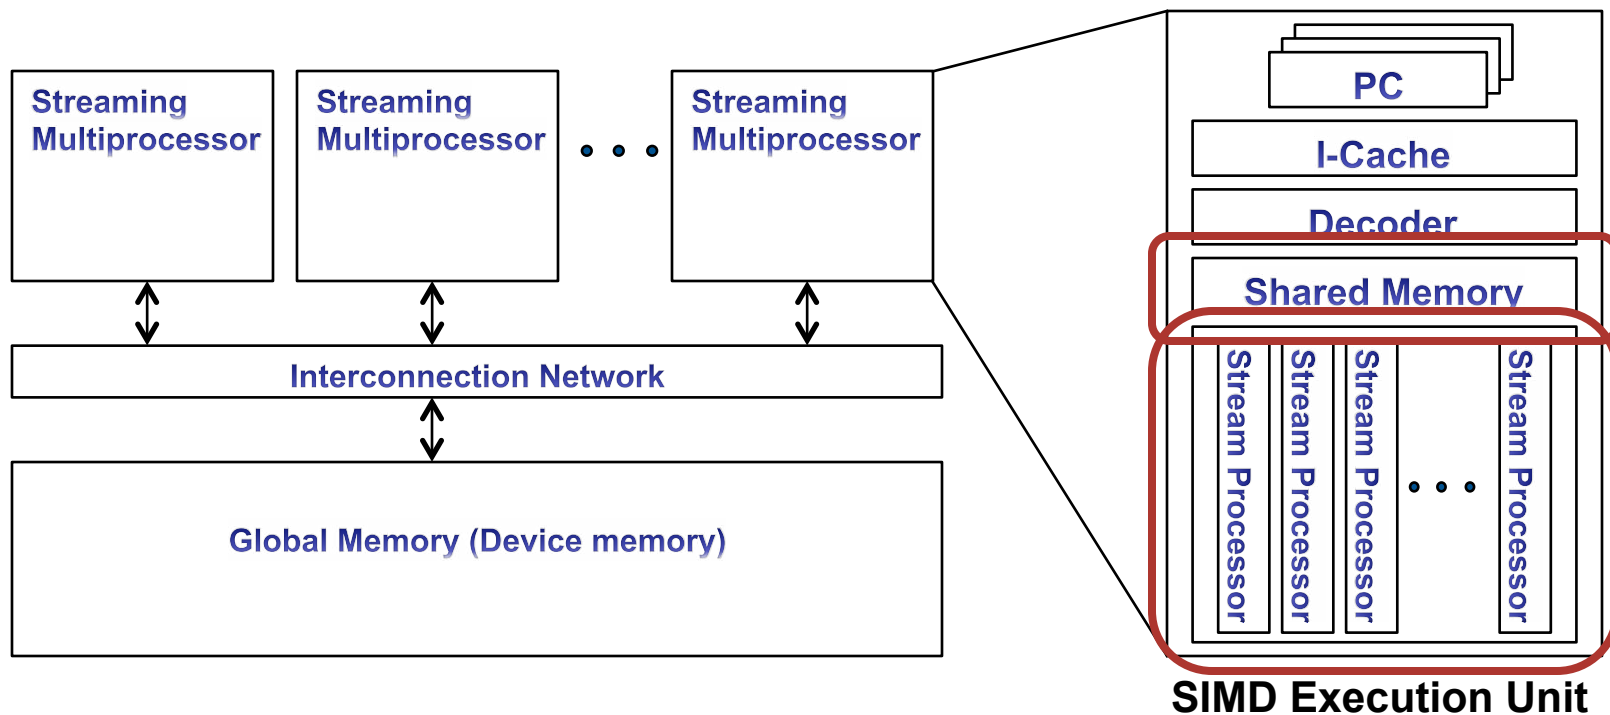 Streaming
Multiprocessor
Streaming
Multiprocessor
Streaming
Multiprocessor
Interconnection Network
Global Memory (Device memory)
PC
I-Cache
Decoder
Shared Memory
Stream Processor
Stream Processor
Stream Processor
Stream Processor
SIMD Execution Unit